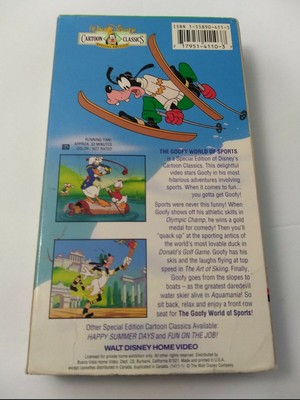 Walt Disney
CARTOON CLASSICS
ISBN 1-55890-411-3
7 17951-4110-3
RUNNING TIME:
APPROX. 26 MINUTES
COLOR / NOT RATED
THE GOOFY WORLD OF SPORTS
is a Special Edition of Disney's
Cartoon Classics. This delightful
video stars Goofy in his most
hilarious adventures involving
sports. When it comes to fun...
you gotta get Goofy!
Sports were never this funny! When
Goofy shows off his athletic skills in
Olympic Champ, he wins a gold
medal for comedy! Then you'll
"quack up" at the sporting antics of
the world's most lovable duck in
Donald's Golf Game. Goofy has his
skis and the laughs flying at top
speed in The Art of Skiing. Finally,
Goofy goes from the slopes to
boats – as the greatest daredevil
water skier alive in Aquamania! So
sit back, relax and enjoy a front row
seat for The Goofy World of Sports!
Other Special Edition Cartoon Classics Available:
HAPPY SUMMER DAYS and FUN ON THE JOB!
WALT DISNEY HOME VIDEO